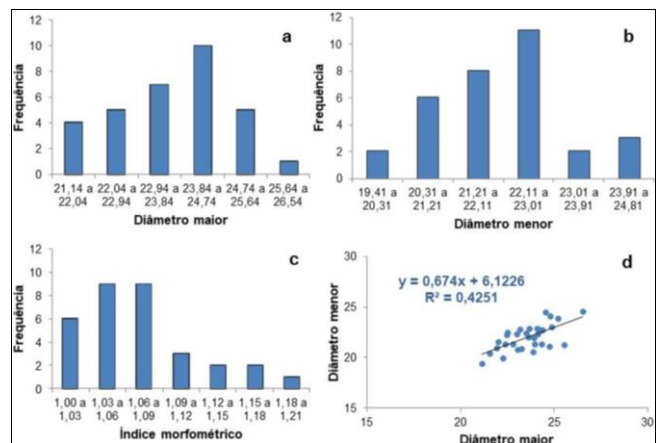 a
Frequência
12
10
8
6
4
2
0
21,14 a 22,04 a 22,94 a 23,84 a 24,74 a 25,64 a
22,04 22,94 23,84 24,74 25,64 26,54
Diâmetro maior
b
Frequência
12
10
8
6
4
2
0
19,41 a 20,31 a 21,21 a 22,11 a 23,01 a 23,91 a
20,31 21,21 22,11 23,01 23,91 24,81
Diâmetro menor
c
Frequência
12
10
8
6
4
2
0
1,00 a 1,03 a 1,06 a 1,09 a 1,12 a 1,15 a 1,18 a
1,03 1,06 1,09 1,12 1,15 1,18 1,21
Índice morfométrico
d
Diâmetro menor
30
25
20
15
y = 0,674x + 6,1226
R² = 0,4251
15 20 25 30
Diâmetro maior